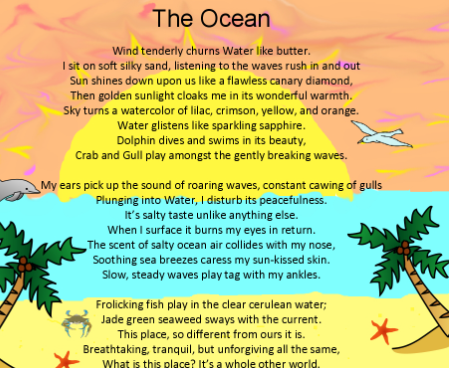 The Ocean
Wind tenderly churns Water like butter.
I sit on soft silky sand, listening to the waves rush in and out
Sun shines down upon us like a flawless canary diamond,
Then golden sunlight cloaks me in its wonderful warmth.
Sky turns a watercolor of lilac, crimson, yellow, and orange.
Water glistens like sparkling sapphire.
Dolphin dives and swims in its beauty,
Crab and Gull play amongst the gently breaking waves.
My ears pick up the sound of roaring waves, constant cawing of gulls
Plunging into Water, I disturb its peacefulness.
It's salty taste unlike anything else.
When I surface it burns my eyes in return.
The scent of salty ocean air collides with my nose,
Soothing sea breezes caress my sun-kissed skin.
Slow, steady waves play tag with my ankles.
Frolicking fish play in the clear cerulean water;
Jade green seaweed sways with the current.
This place, so different from ours it is.
Breathtaking, tranquil, but unforgiving all the same,
What is this place? It's a whole other world.